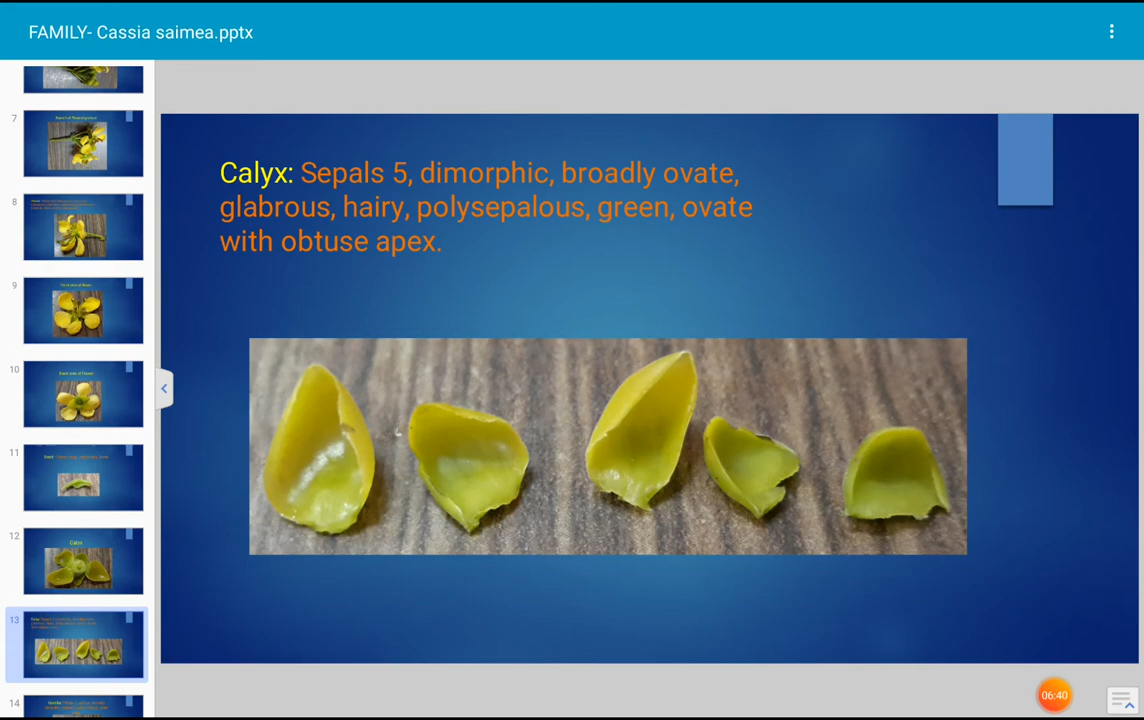 FAMILY- Cassia saimea.pptx
7
8
9
10
11
12
Calyx
13
14
Calyx: Sepals 5, dimorphic, broadly ovate,
glabrous, hairy, polysepalous, green, ovate
with obtuse apex.
06:40